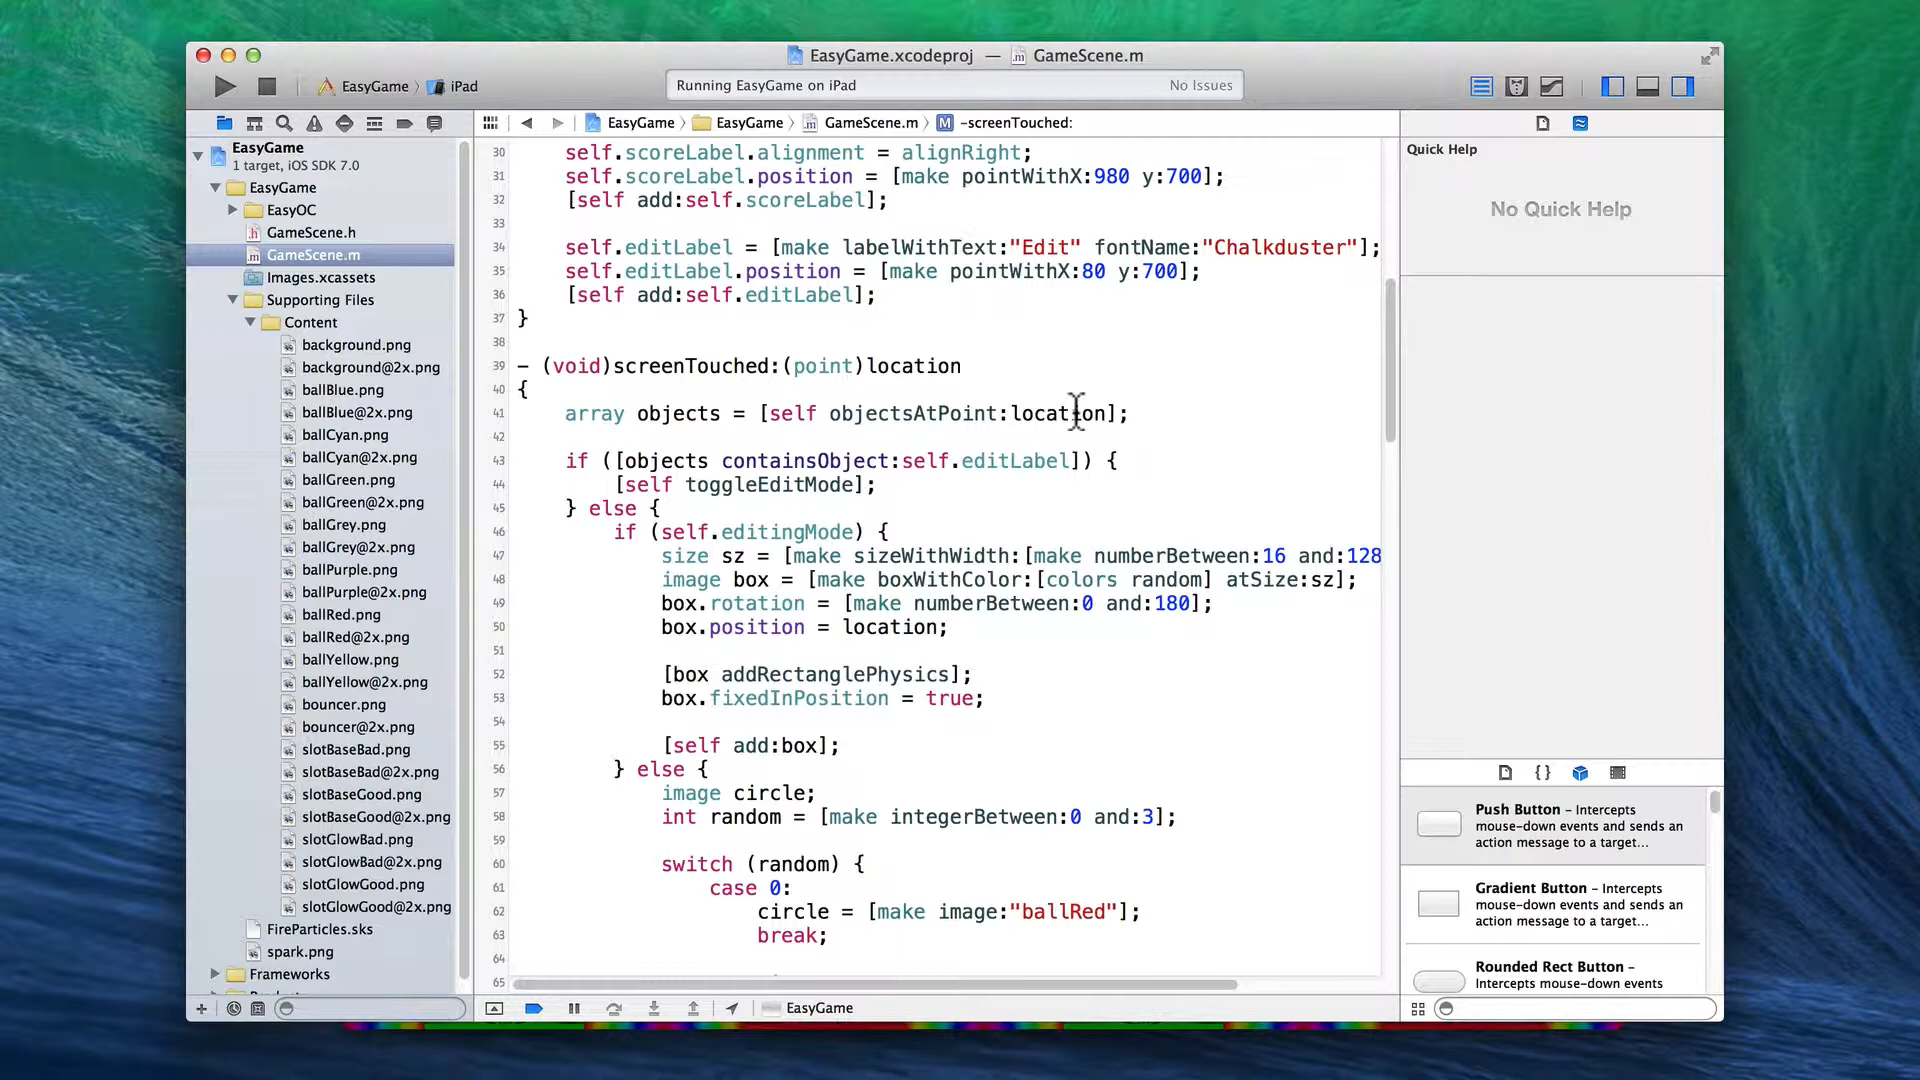 EasyGame.xcodeproj — GameScene.m
EasyGame
iPad
Running EasyGame on iPad
No Issues
EasyGame
EasyGame
GameScene.m
M
-screenTouched:
EasyGame
1 target, iOS SDK 7.0
EasyGame
EasyOC
GameScene.h
GameScene.m
Images.xcassets
Supporting Files
Content
background.png
background@2x.png
ballBlue.png
ballBlue@2x.png
ballCyan.png
ballCyan@2x.png
ballGreen.png
ballGreen@2x.png
ballGrey.png
ballGrey@2x.png
ballPurple.png
ballPurple@2x.png
ballRed.png
ballRed@2x.png
ballYellow.png
ballYellow@2x.png
bouncer.png
bouncer@2x.png
slotBaseBad.png
slotBaseBad@2x.png
slotBaseGood.png
slotBaseGood@2x.png
slotGlowBad.png
slotGlowBad@2x.png
slotGlowGood.png
slotGlowGood@2x.png
FireParticles.sks
spark.png
Frameworks
30 self.scoreLabel.alignment = alignRight;
31 self.scoreLabel.position = [make pointWithX:980 y:700];
32 [self add:self.scoreLabel];
33
34 self.editLabel = [make labelWithText:"Edit" fontName:"Chalkduster"];
35 self.editLabel.position = [make pointWithX:80 y:700];
36 [self add:self.editLabel];
37 }
38
39 - (void)screenTouched:(point)location
40 {
41 array objects = [self objectsAtPoint:location];
42
43 if ([objects containsObject:self.editLabel]) {
44 [self toggleEditMode];
45 } else {
46 if (self.editingMode) {
47 size sz = [make sizeWithWidth:[make numberBetween:16 and:128
48 image box = [make boxWithColor:[colors random] atSize:sz];
49 box.rotation = [make numberBetween:0 and:180];
50 box.position = location;
51
52 [box addRectanglePhysics];
53 box.fixedInPosition = true;
54
55 [self add:box];
56 } else {
57 image circle;
58 int random = [make integerBetween:0 and:3];
59
60 switch (random) {
61 case 0:
62 circle = [make image:"ballRed"];
63 break;
64
65
EasyGame
Quick Help
No Quick Help
Push Button – Intercepts
mouse-down events and sends an
action message to a target...
Gradient Button – Intercepts
mouse-down events and sends an
action message to a target...
Rounded Rect Button –
Intercepts mouse-down events